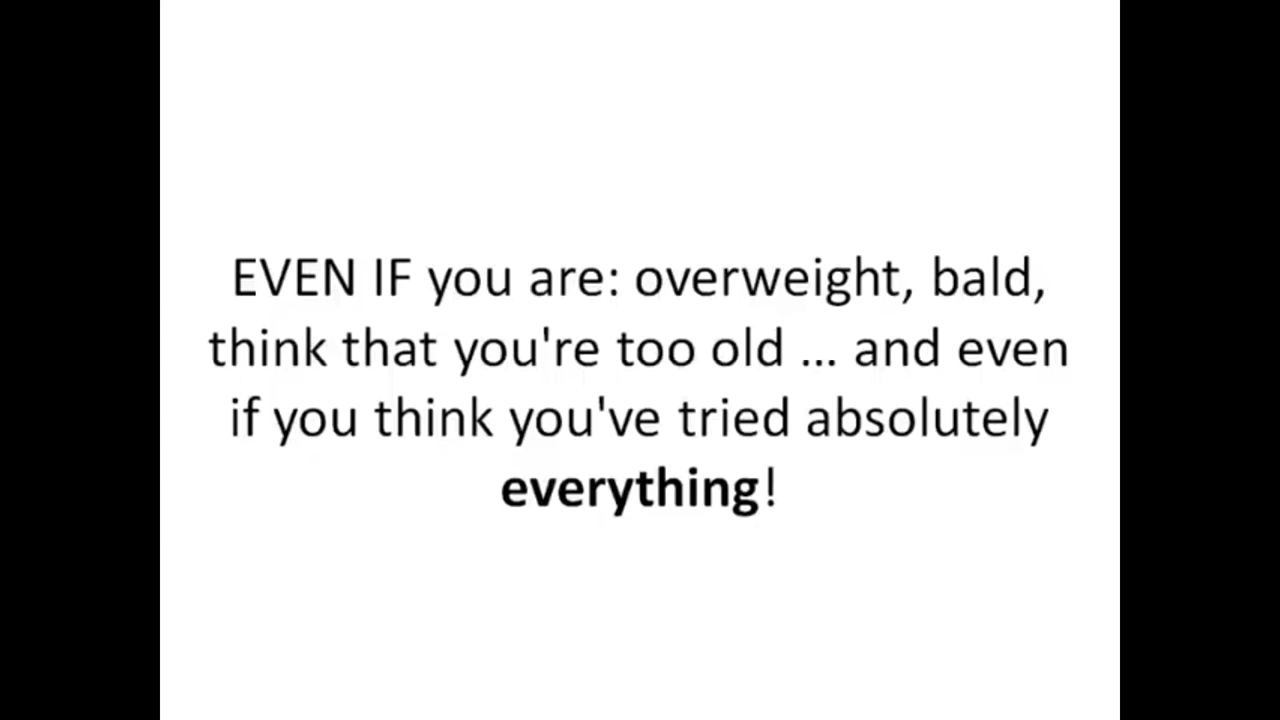 EVEN IF you are: overweight, bald,
think that you're too old ... and even
if you think you've tried absolutely
everything!